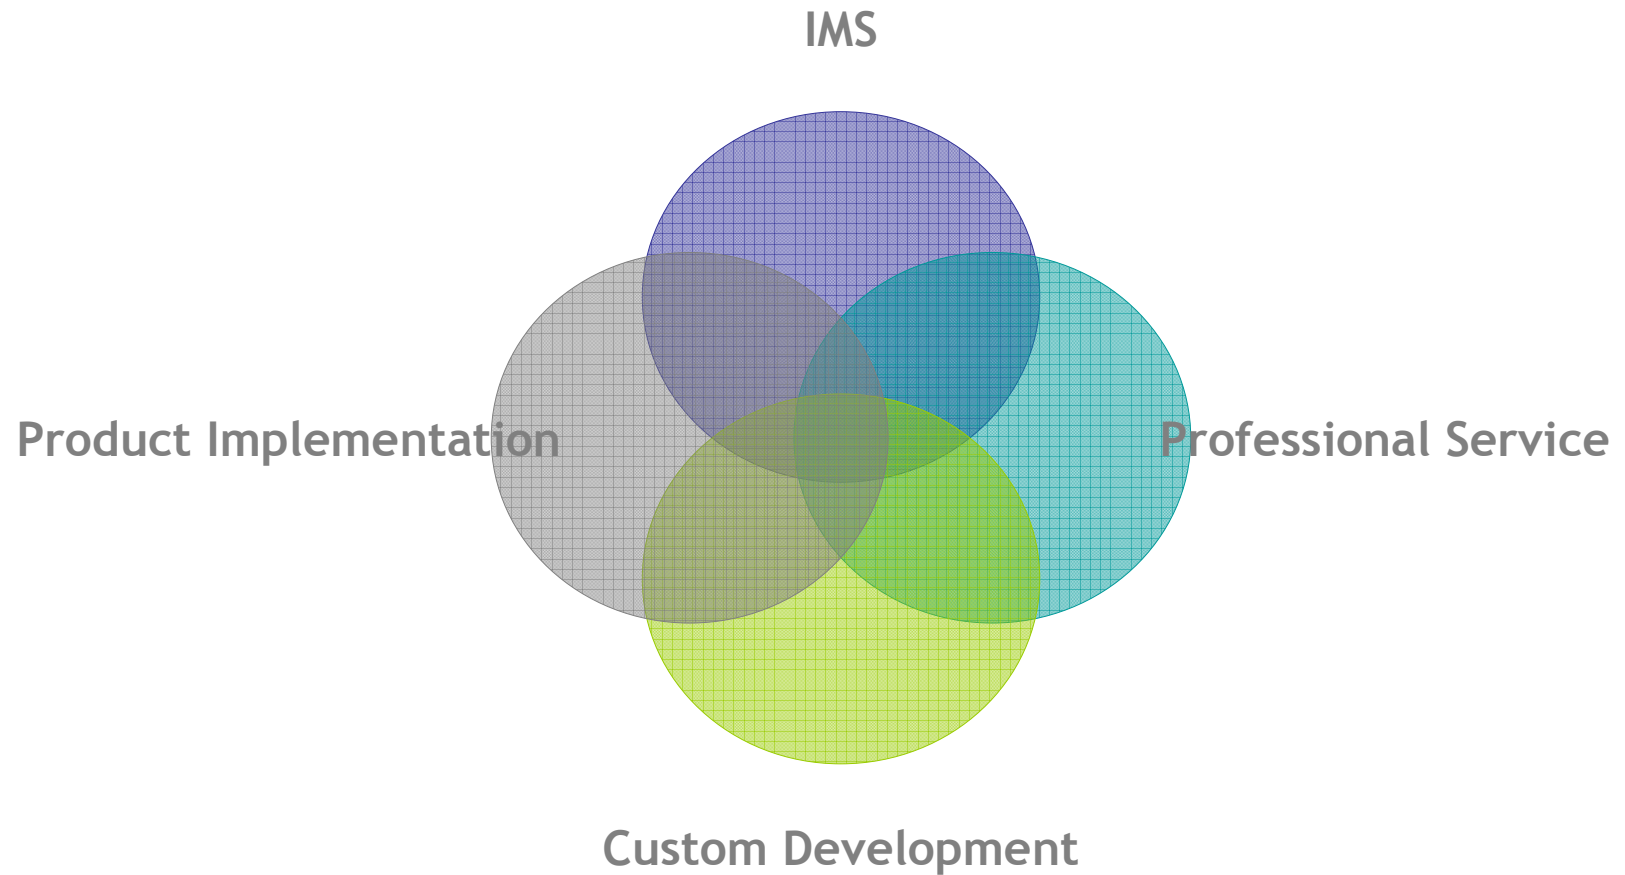 IMS
Product Implementation
Professional Service
Custom Development